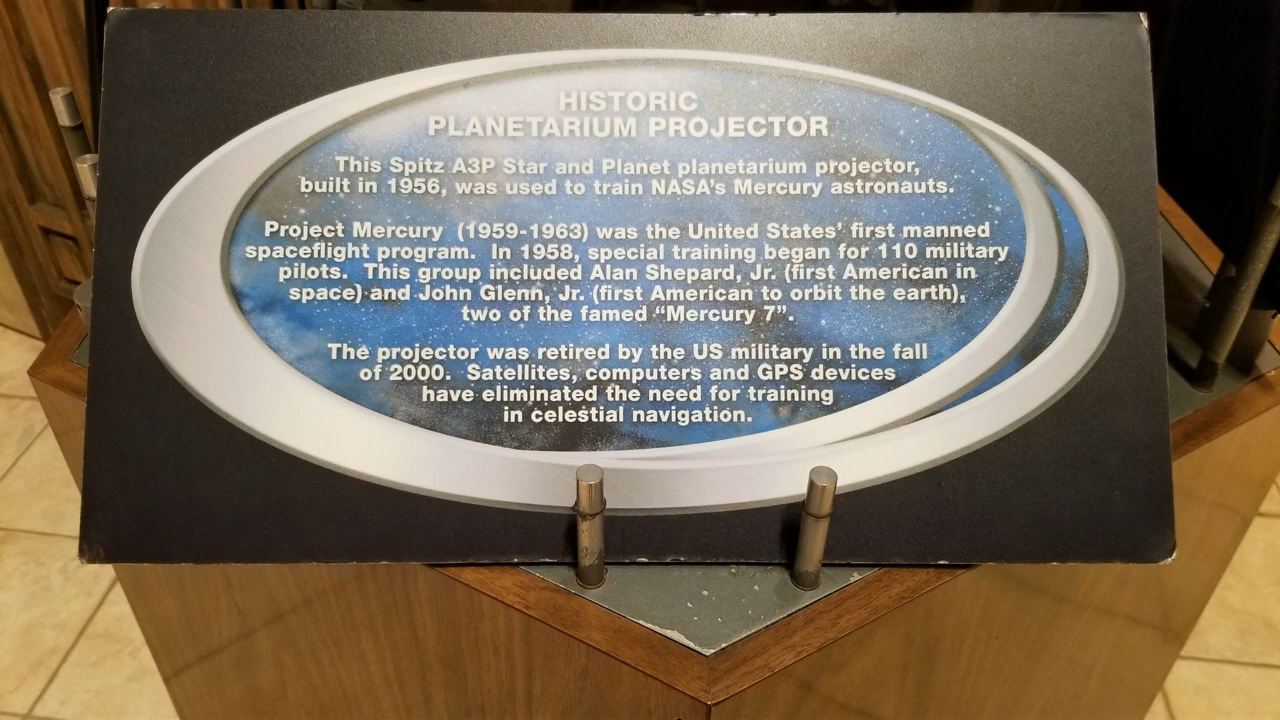 HISTORIC
PLANETARIUM PROJECTOR
This Spitz A3P Star and Planet planetarium projector,
built in 1956, was used to train NASA's Mercury astronauts.
Project Mercury (1959-1963) was the United States' first manned
spaceflight program. In 1958, special training began for 110 military
pilots. This group included Alan Shepard, Jr. (first American in
space) and John Glenn, Jr. (first American to orbit the earth),
two of the famed "Mercury 7".
The projector was retired by the US military in the fall
of 2000. Satellites, computers and GPS devices
have eliminated the need for training
in celestial navigation.